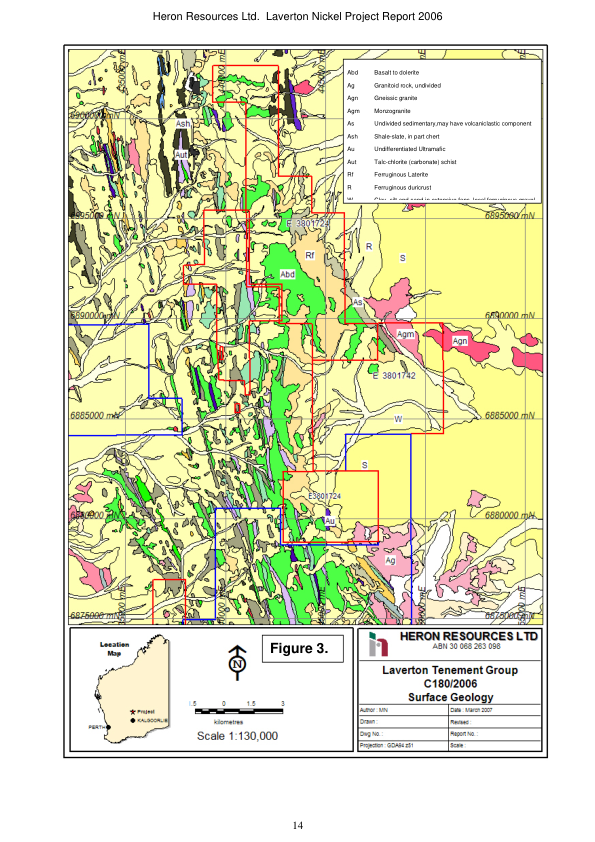 Heron Resources Ltd.  Laverton Nickel Project Report 2006
Abd Basalt to dolerite
Ag Granitoid rock, undivided
Agn Gneissic granite
Agm Monzogranite
As Undivided sedimentary,may have volcaniclastic component
Ash Shale-slate, in part chert
Au Undifferentiated Ultramafic
Aut Talc-chlorite (carbonate) schist
Rf Ferruginous Laterite
R Ferruginous duricrust
Ash
Aut
6895000 mN
6895000 mN
E 3801724
R
S
Rf
Abd
As
6890000 mN
6890000 mN
Agm
Agn
E 3801742
6885000 mN
W
6885000 mN
S
E3801724
6880000 mN
Au
6880000 mN
Ag
6875000 mN
6875000 mN
Location
Map
Project
KALGOORLIE
PERTH
N
Figure 3.
1.5 0 1.5 3
kilometres
Scale 1:130,000
HERON RESOURCES LTD
ABN 30 068 263 098
Laverton Tenement Group
C180/2006
Surface Geology
Author : MN Date : March 2007
Drawn : Revised :
Dwg No. : Report No. :
Projection : GDA94 z51 Scale :
14